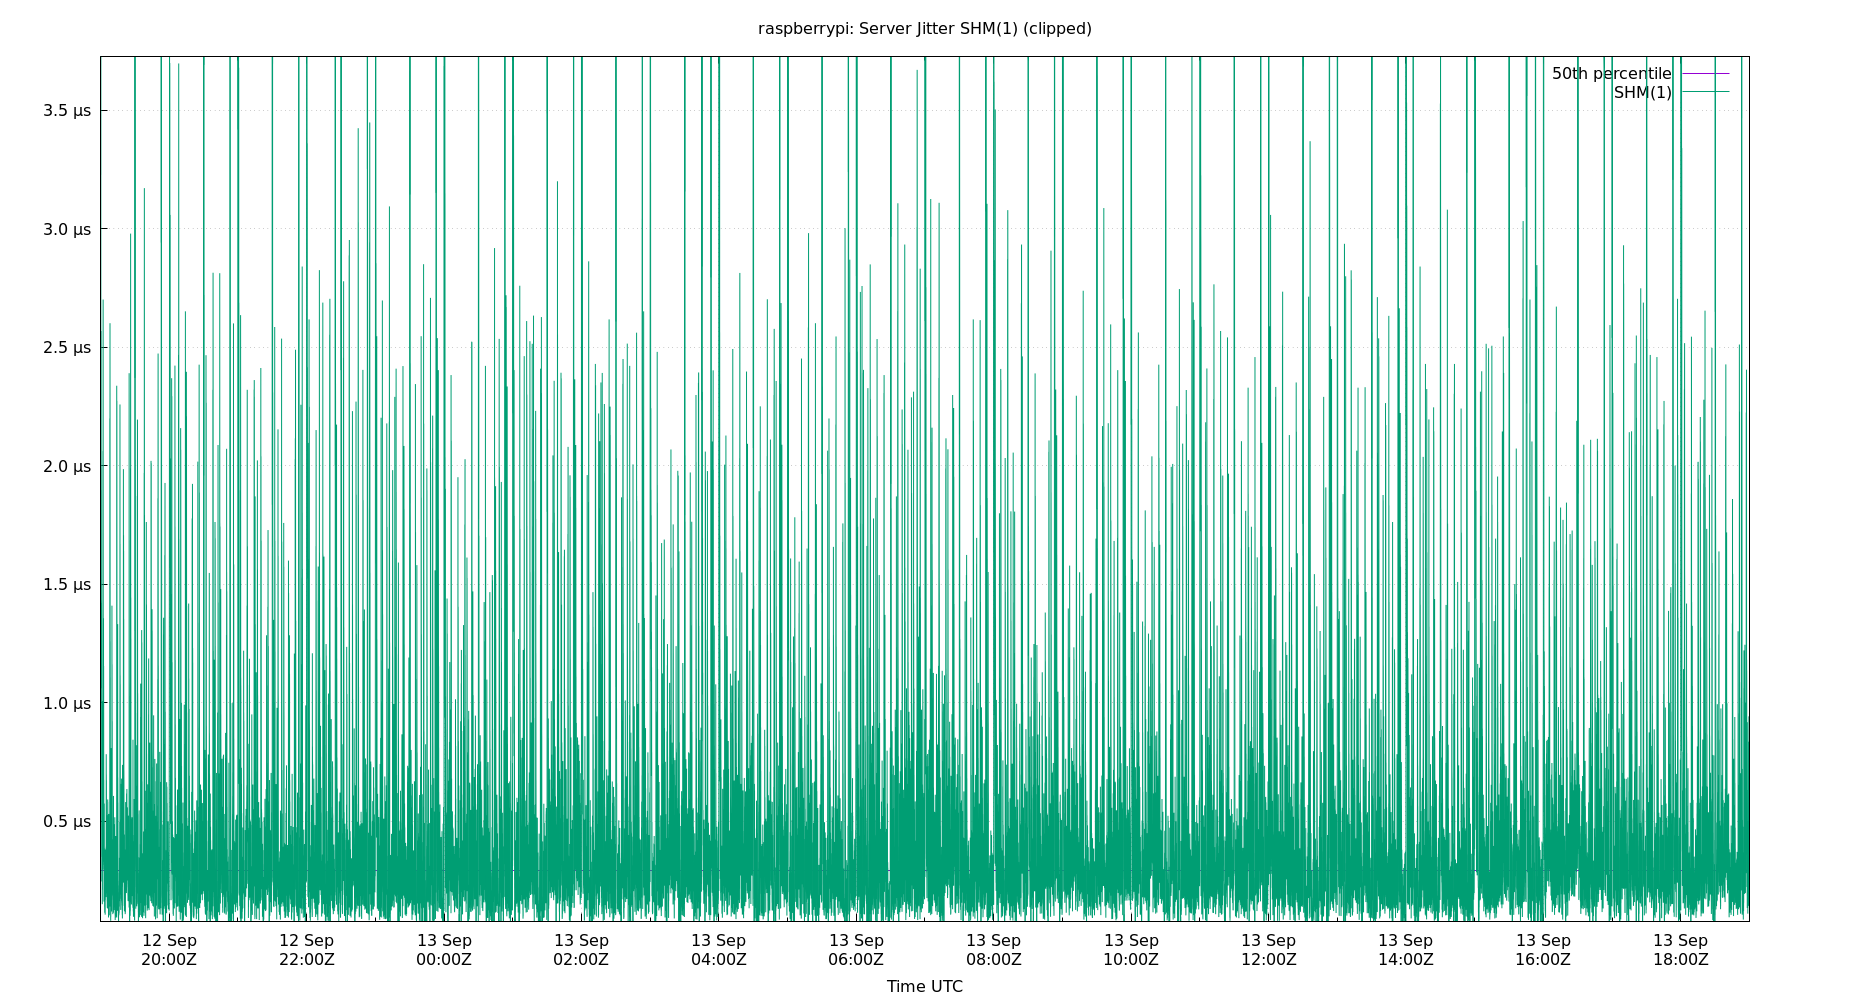 raspberrypi: Server Jitter SHM(1) (clipped)
50th percentile
SHM(1)
3.5 µs
3.0 µs
2.5 µs
2.0 µs
1.5 µs
1.0 µs
0.5 µs
12 Sep 12 Sep 13 Sep 13 Sep 13 Sep 13 Sep 13 Sep 13 Sep 13 Sep 13 Sep 13 Sep 13 Sep
20:00Z 22:00Z 00:00Z 02:00Z 04:00Z 06:00Z 08:00Z 10:00Z 12:00Z 14:00Z 16:00Z 18:00Z
Time UTC